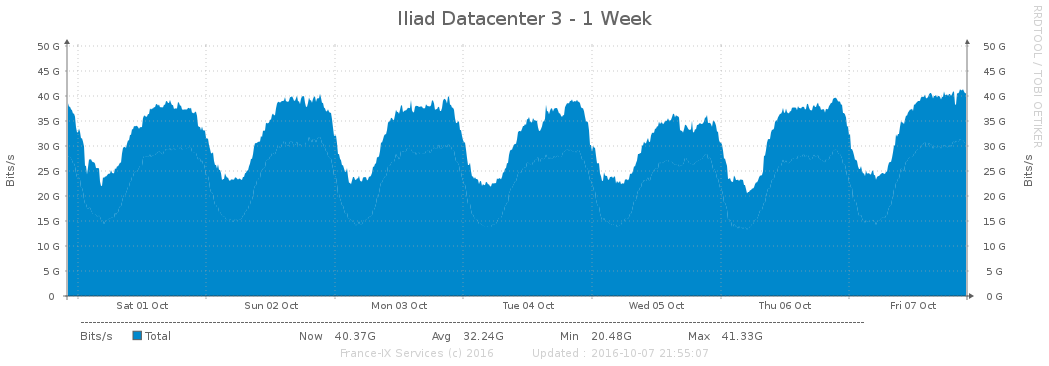 Iliad Datacenter 3 - 1 Week
RRDTOOL / TOBI OETIKER
Bits/s
50 G
45 G
40 G
35 G
30 G
25 G
20 G
15 G
10 G
5 G
0
50 G
45 G
40 G
35 G
30 G
25 G
20 G
15 G
10 G
5 G
0 G
Bits/s
Sat 01 Oct Sun 02 Oct Mon 03 Oct Tue 04 Oct Wed 05 Oct Thu 06 Oct Fri 07 Oct
Bits/s Total Now 40.37G Avg 32.24G Min 20.48G Max 41.33G
France-IX Services (c) 2016 Updated : 2016-10-07 21:55:07